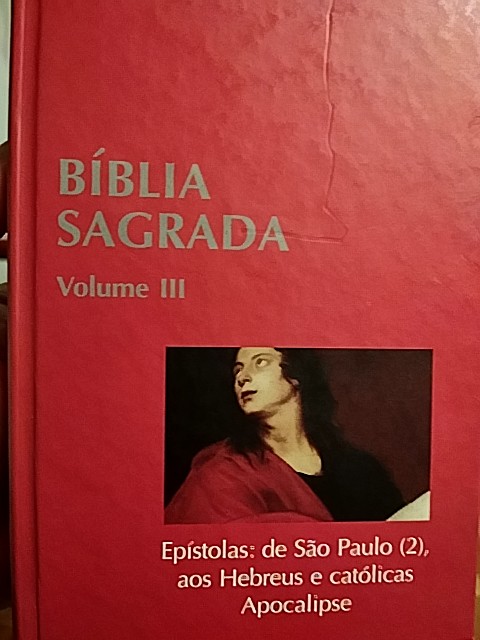 BÍBLIA
SAGRADA
Volume III
Epístolas: de São Paulo (2),
aos Hebreus e católicas
Apocalipse